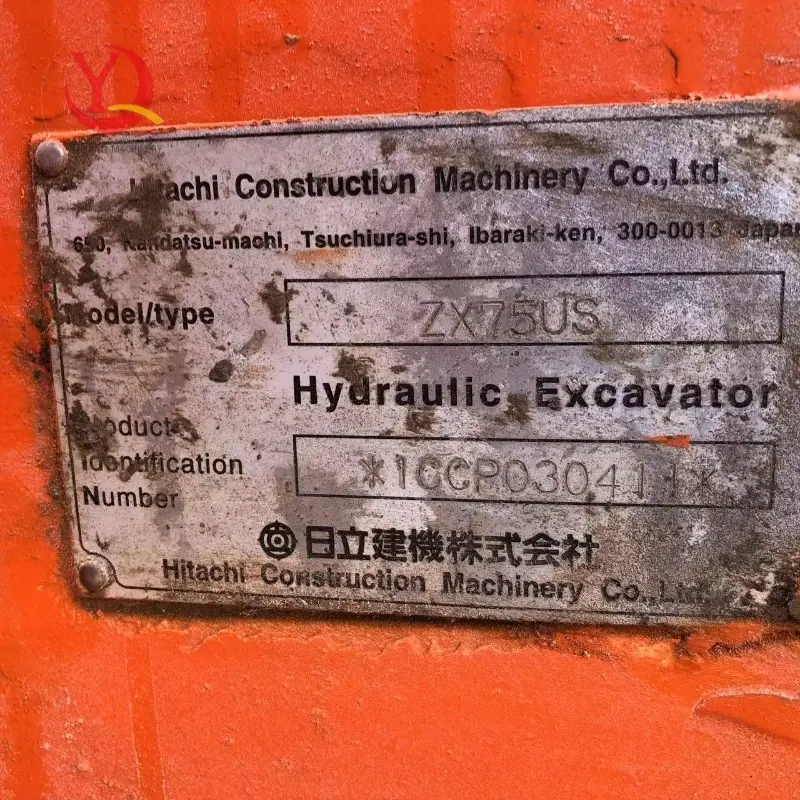 YQ
Hitachi Construction Machinery Co.,Ltd.
650, Kandatsu-machi, Tsuchiura-shi, Ibaraki-ken, 300-0013 Japan
Model/type
ZX75US
Hydraulic Excavator
Product
Identification
Number
*1CCP030411*
日立建機株式会社
Hitachi Construction Machinery Co.,Ltd.